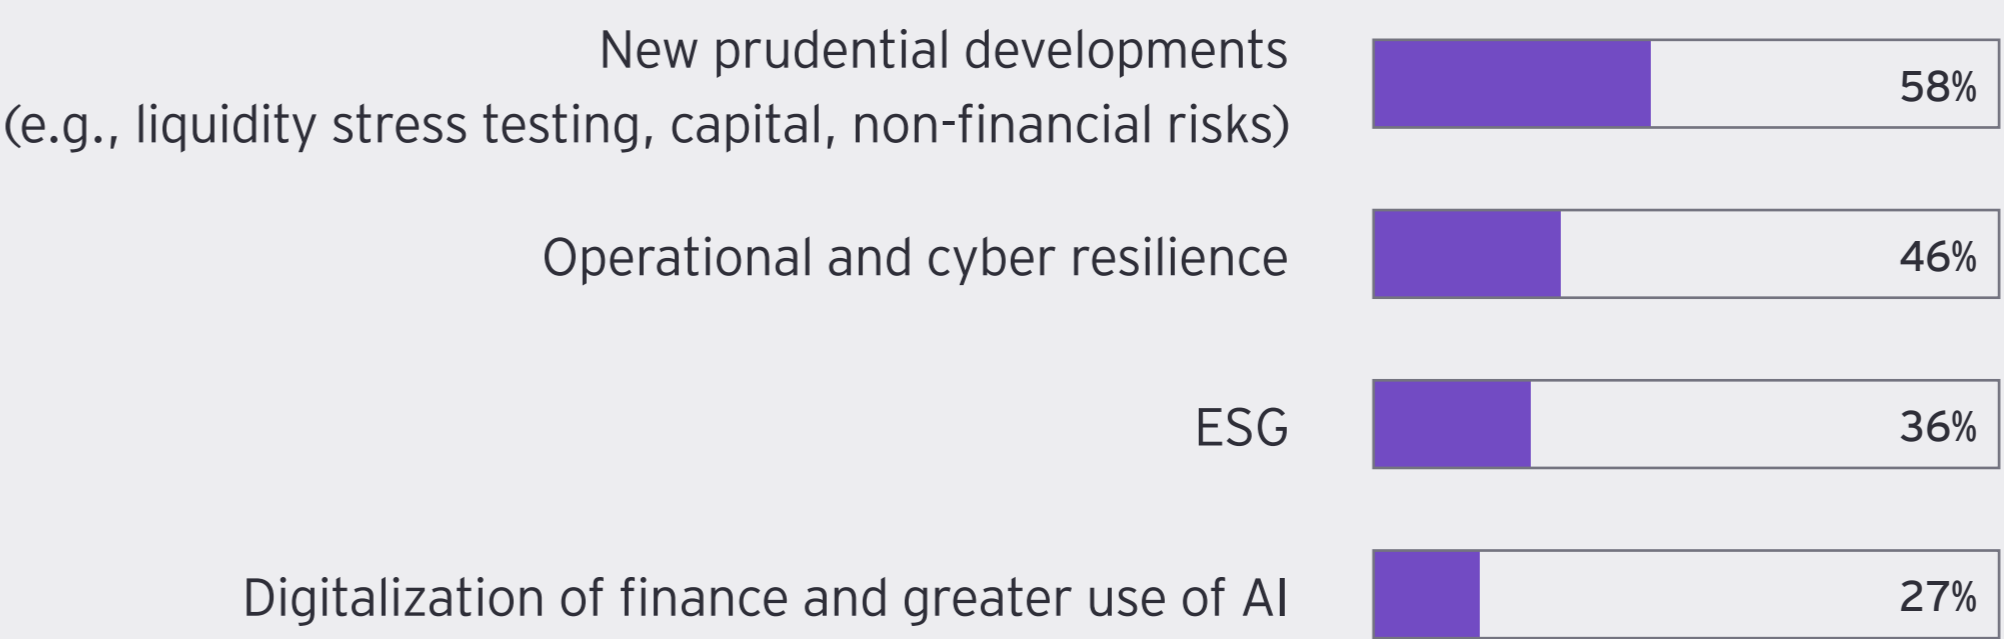 New prudential developments
(e.g., liquidity stress testing, capital, non-financial risks)
58%
Operational and cyber resilience
46%
ESG
36%
Digitalization of finance and greater use of AI
27%